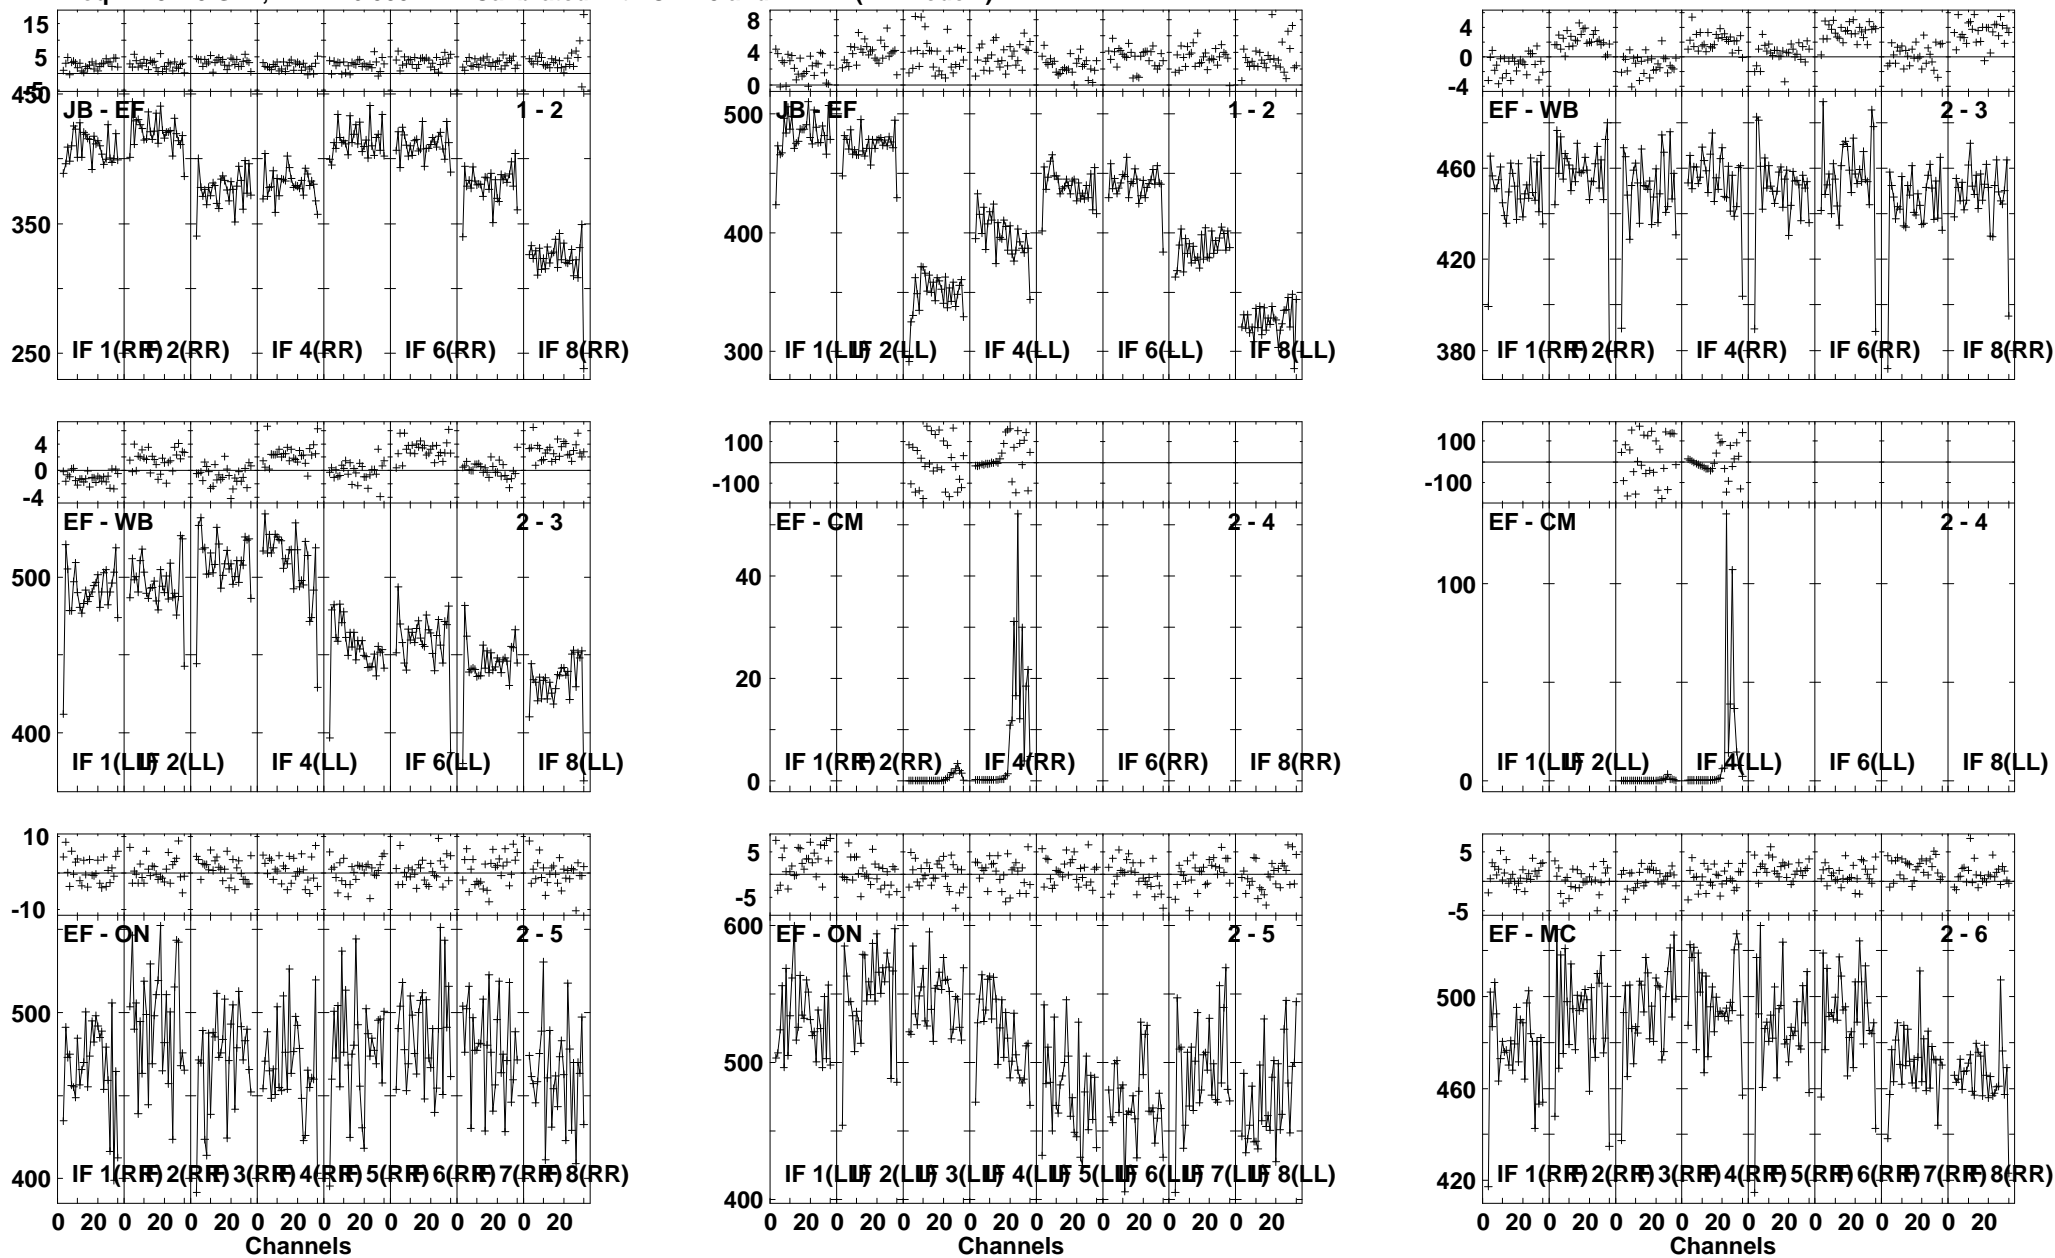 15
5
-5
8
4
0
4
0
-4
JB - EF
1 - 2
450
350
250
IF 1(RR)
IF 2(RR)
IF 4(RR)
IF 6(RR)
IF 8(RR)
JB - EF
1 - 2
500
400
300
IF 1(LL)
IF 2(LL)
IF 4(LL)
IF 6(LL)
IF 8(LL)
EF - WB
2 - 3
460
420
380
IF 1(RR)
IF 2(RR)
IF 4(RR)
IF 6(RR)
IF 8(RR)
4
0
-4
EF - WB
2 - 3
500
400
IF 1(LL)
IF 2(LL)
IF 4(LL)
IF 6(LL)
IF 8(LL)
100
-100
EF - CM
2 - 4
40
20
0
IF 1(RR)
IF 2(RR)
IF 4(RR)
IF 6(RR)
IF 8(RR)
100
-100
EF - CM
2 - 4
100
0
IF 1(LL)
IF 2(LL)
IF 4(LL)
IF 6(LL)
IF 8(LL)
10
-10
EF - ON
2 - 5
500
400
IF 1(RR)
IF 2(RR)
IF 3(RR)
IF 4(RR)
IF 5(RR)
IF 6(RR)
IF 7(RR)
IF 8(RR)
0 20 0 20 0 20 0 20 0 20 0 20 0 20 0 20
Channels
5
-5
EF - ON
2 - 5
600
500
400
IF 1(LL)
IF 2(LL)
IF 3(LL)
IF 4(LL)
IF 5(LL)
IF 6(LL)
IF 7(LL)
IF 8(LL)
0 20 0 20 0 20 0 20 0 20 0 20 0 20 0 20
Channels
5
-5
EF - MC
2 - 6
500
460
420
IF 1(RR)
IF 2(RR)
IF 3(RR)
IF 4(RR)
IF 5(RR)
IF 6(RR)
IF 7(RR)
IF 8(RR)
0 20 0 20 0 20 0 20 0 20 0 20 0 20 0 20
Channels